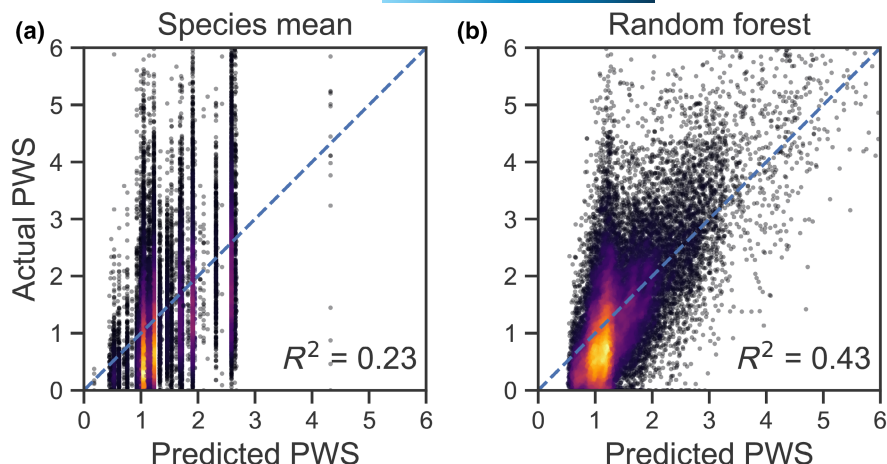 (a) Species mean
(b) Random forest
Actual PWS
6
5
4
3
2
1
0
R² = 0.23
0 1 2 3 4 5 6
Predicted PWS
6
5
4
3
2
1
0
R² = 0.43
0 1 2 3 4 5 6
Predicted PWS